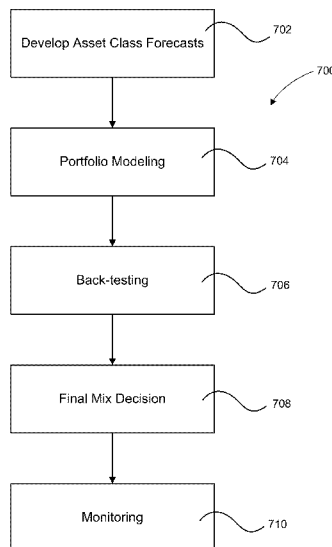 Develop Asset Class Forecasts
702
700
Portfolio Modeling
704
Back-testing
706
Final Mix Decision
708
Monitoring
710